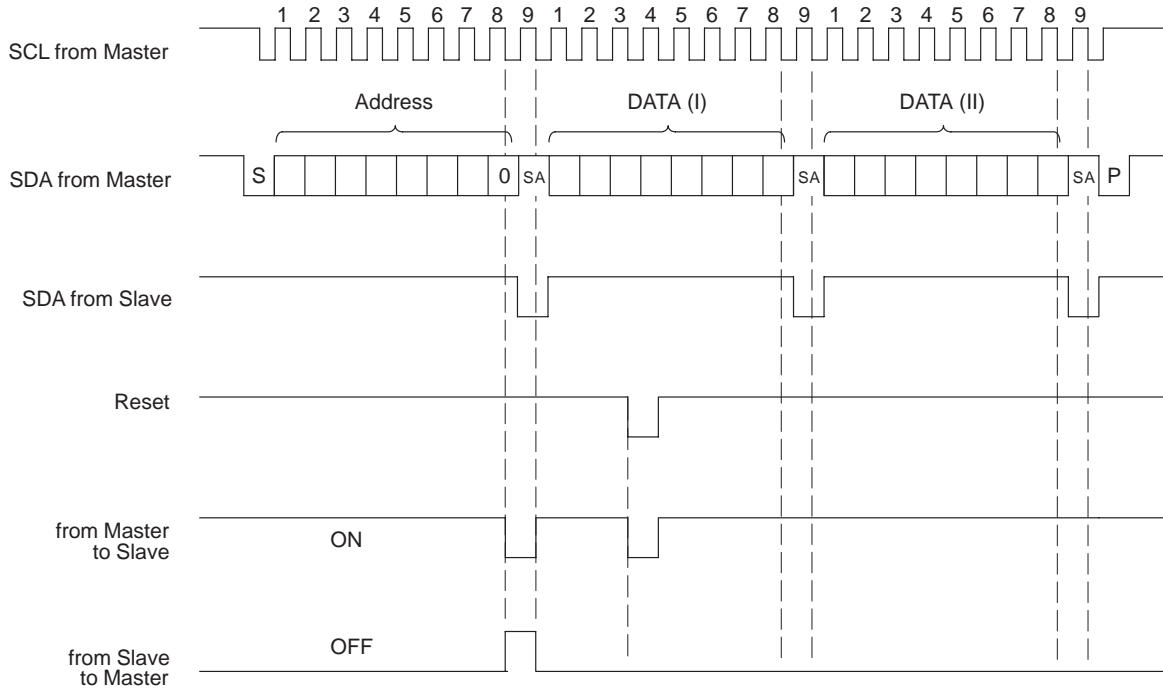 1 2 3 4 5 6 7 8 9 1 2 3 4 5 6 7 8 9 1 2 3 4 5 6 7 8 9
SCL from Master
Address DATA (I) DATA (II)
SDA from Master S 0 SA SA SA P
SDA from Slave
Reset
from Master
to Slave
ON
from Slave
to Master
OFF